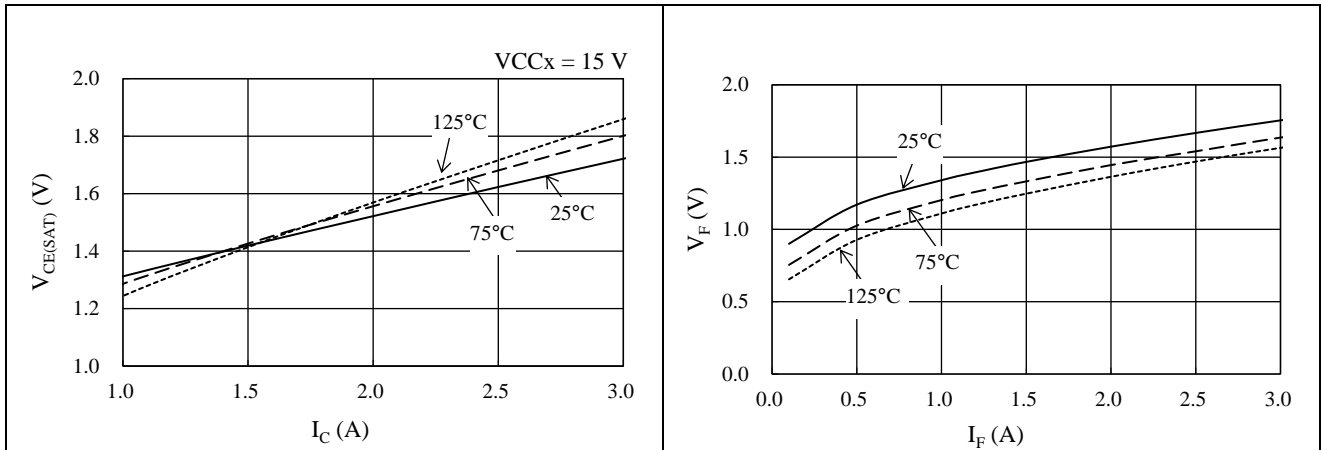 VCCx = 15 V
V_CE(SAT) (V)
2.0
1.8
1.6
1.4
1.2
1.0
125°C
75°C
25°C
1.0 1.5 2.0 2.5 3.0
I_C (A)
V_F (V)
2.0
1.5
1.0
0.5
0.0
25°C
75°C
125°C
0.0 0.5 1.0 1.5 2.0 2.5 3.0
I_F (A)